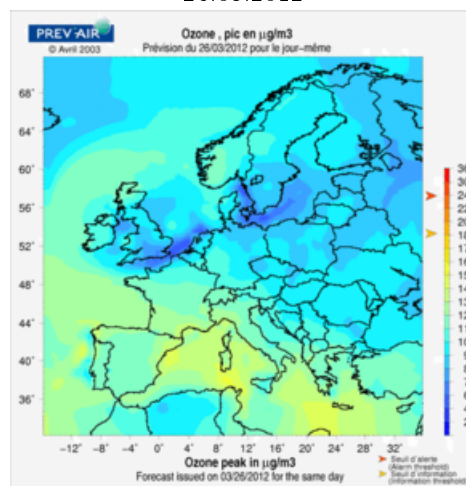 PREV'AIR
© Avril 2003
Ozone , pic en µg/m3
Prévision du 26/03/2012 pour le jour-même
68°
64°
60°
56°
52°
48°
44°
40°
36°
-12° -8° -4° 0° 4° 8° 12° 16° 20° 24° 28° 32°
Ozone peak in µg/m3
Forecast issued on 03/26/2012 for the same day
Seuil d'alerte
(Alarm threshold)
Seuil d'information
(Information threshold)